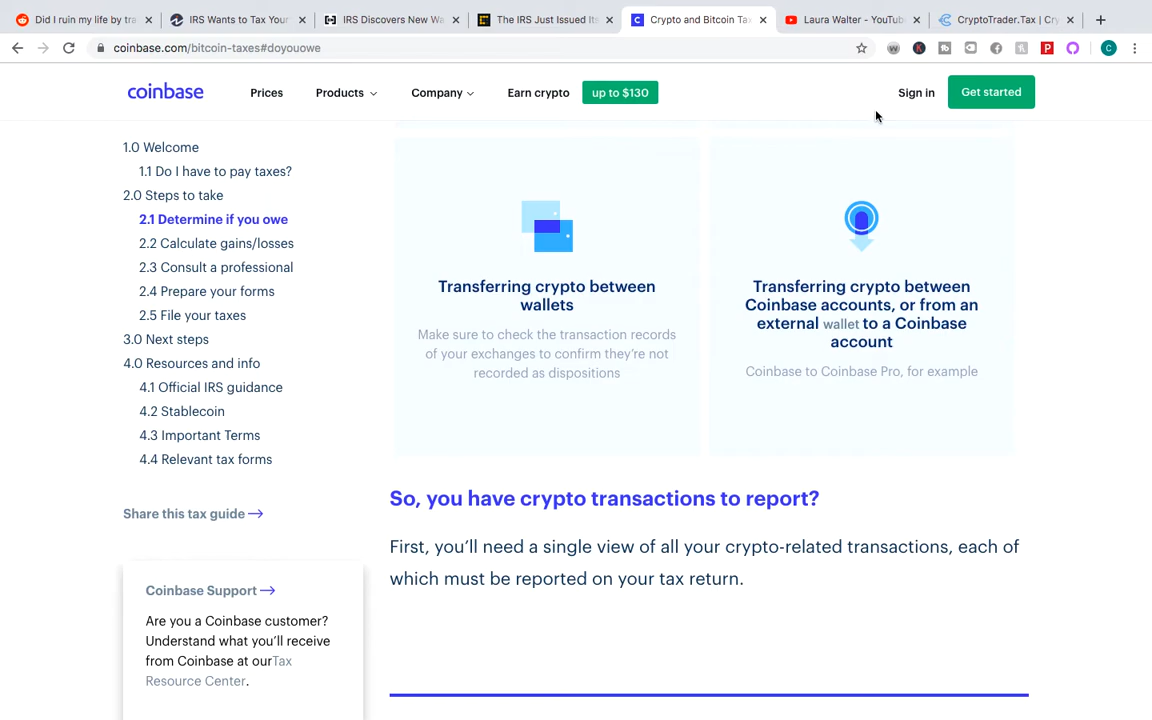 Did I ruin my life by tra
IRS Wants to Tax Your
IRS Discovers New Wa
The IRS Just Issued Its
Crypto and Bitcoin Tax
Laura Walter - YouTub
CryptoTrader.Tax | Cry
coinbase.com/bitcoin-taxes#doyouowe
coinbase
Prices
Products
Company
Earn crypto
up to $130
Sign in
Get started
1.0 Welcome
1.1 Do I have to pay taxes?
2.0 Steps to take
2.1 Determine if you owe
2.2 Calculate gains/losses
2.3 Consult a professional
2.4 Prepare your forms
2.5 File your taxes
3.0 Next steps
4.0 Resources and info
4.1 Official IRS guidance
4.2 Stablecoin
4.3 Important Terms
4.4 Relevant tax forms
Share this tax guide
Coinbase Support
Are you a Coinbase customer?
Understand what you'll receive
from Coinbase at ourTax
Resource Center.
Transferring crypto between
wallets
Make sure to check the transaction records
of your exchanges to confirm they're not
recorded as dispositions
Transferring crypto between
Coinbase accounts, or from an
external wallet to a Coinbase
account
Coinbase to Coinbase Pro, for example
So, you have crypto transactions to report?
First, you'll need a single view of all your crypto-related transactions, each of
which must be reported on your tax return.